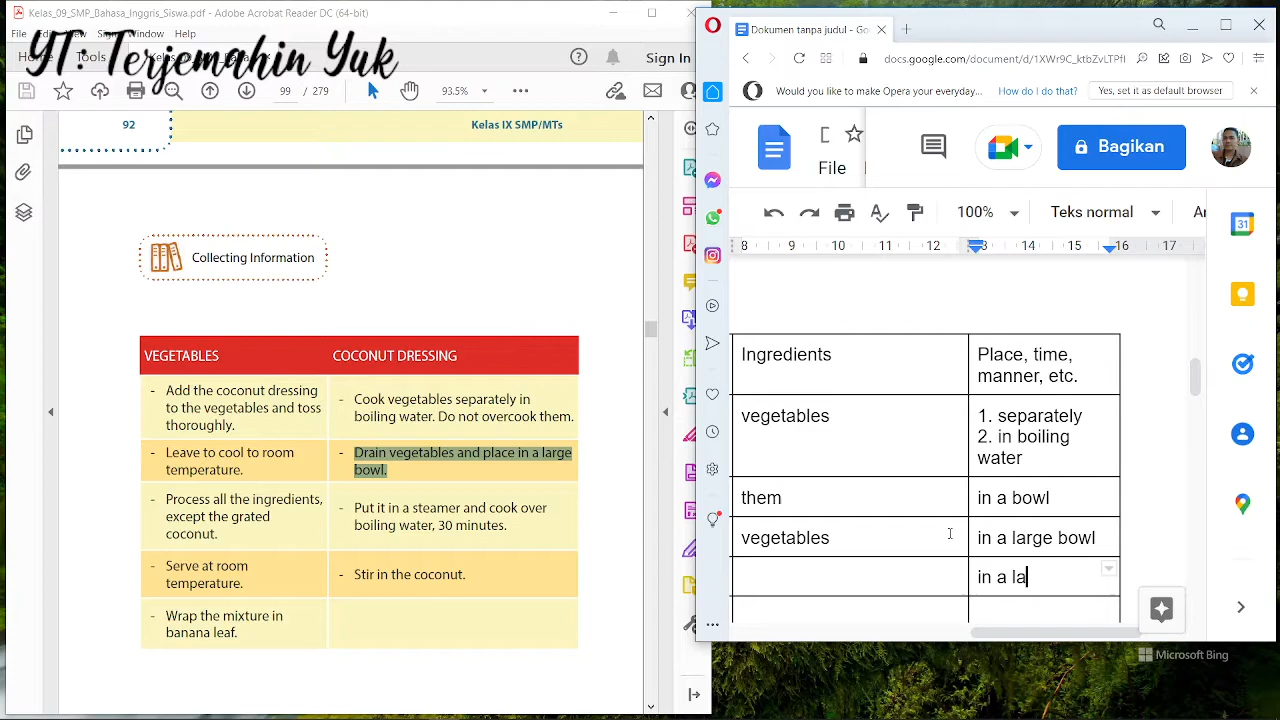 Kelas_09_SMP_Bahasa_Inggris_Siswa.pdf - Adobe Acrobat Reader DC (64-bit)
File
Window Help
YT: Terjemahin Yuk
Tools
Sign In
99 / 279
93.5%
92
Kelas IX SMP/MTs
Collecting Information
VEGETABLES COCONUT DRESSING
- Add the coconut dressing
to the vegetables and toss
thoroughly.
- Cook vegetables separately in
boiling water. Do not overcook them.
- Leave to cool to room
temperature.
- Drain vegetables and place in a large
bowl.
- Process all the ingredients,
except the grated
coconut.
- Put it in a steamer and cook over
boiling water, 30 minutes.
- Serve at room
temperature.
- Stir in the coconut.
- Wrap the mixture in
banana leaf.
Dokumen tanpa judul - Go
docs.google.com/document/d/1XWr9C_ktbZvLTPfl
Would you like to make Opera your everyday... How do I do that? Yes, set it as default browser
File
Bagikan
100% Teks normal Ar
8 9 10 11 12 13 14 15 16 17
Ingredients
Place, time,
manner, etc.
vegetables
1. separately
2. in boiling
water
them
in a bowl
vegetables
in a large bowl
in a la
31
Microsoft Bing